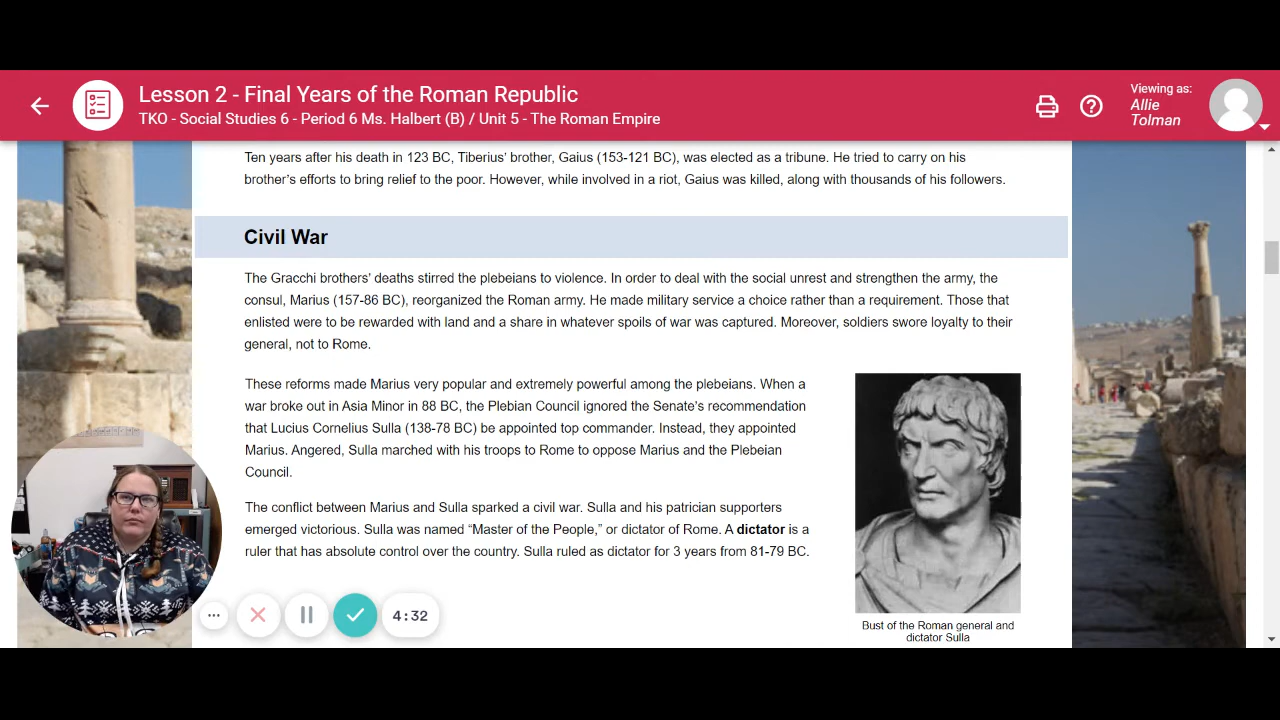 Lesson 2 - Final Years of the Roman Republic
TKO - Social Studies 6 - Period 6 Ms. Halbert (B) / Unit 5 - The Roman Empire
Viewing as:
Allie
Tolman
Ten years after his death in 123 BC, Tiberius' brother, Gaius (153-121 BC), was elected as a tribune. He tried to carry on his
brother's efforts to bring relief to the poor. However, while involved in a riot, Gaius was killed, along with thousands of his followers.
Civil War
The Gracchi brothers' deaths stirred the plebeians to violence. In order to deal with the social unrest and strengthen the army, the
consul, Marius (157-86 BC), reorganized the Roman army. He made military service a choice rather than a requirement. Those that
enlisted were to be rewarded with land and a share in whatever spoils of war was captured. Moreover, soldiers swore loyalty to their
general, not to Rome.
These reforms made Marius very popular and extremely powerful among the plebeians. When a
war broke out in Asia Minor in 88 BC, the Plebian Council ignored the Senate's recommendation
that Lucius Cornelius Sulla (138-78 BC) be appointed top commander. Instead, they appointed
Marius. Angered, Sulla marched with his troops to Rome to oppose Marius and the Plebeian
Council.
The conflict between Marius and Sulla sparked a civil war. Sulla and his patrician supporters
emerged victorious. Sulla was named "Master of the People," or dictator of Rome. A dictator is a
ruler that has absolute control over the country. Sulla ruled as dictator for 3 years from 81-79 BC.
Bust of the Roman general and
dictator Sulla
4:32